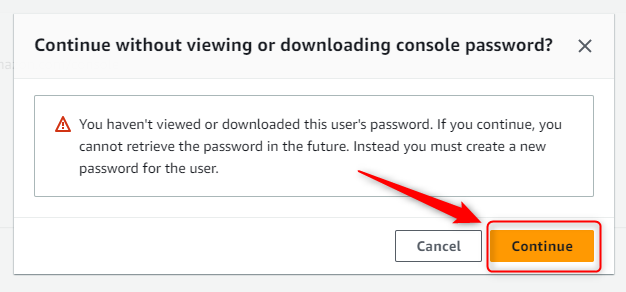 Continue without viewing or downloading console password?
You haven't viewed or downloaded this user's password. If you continue, you
cannot retrieve the password in the future. Instead you must create a new
password for the user.
Cancel
Continue